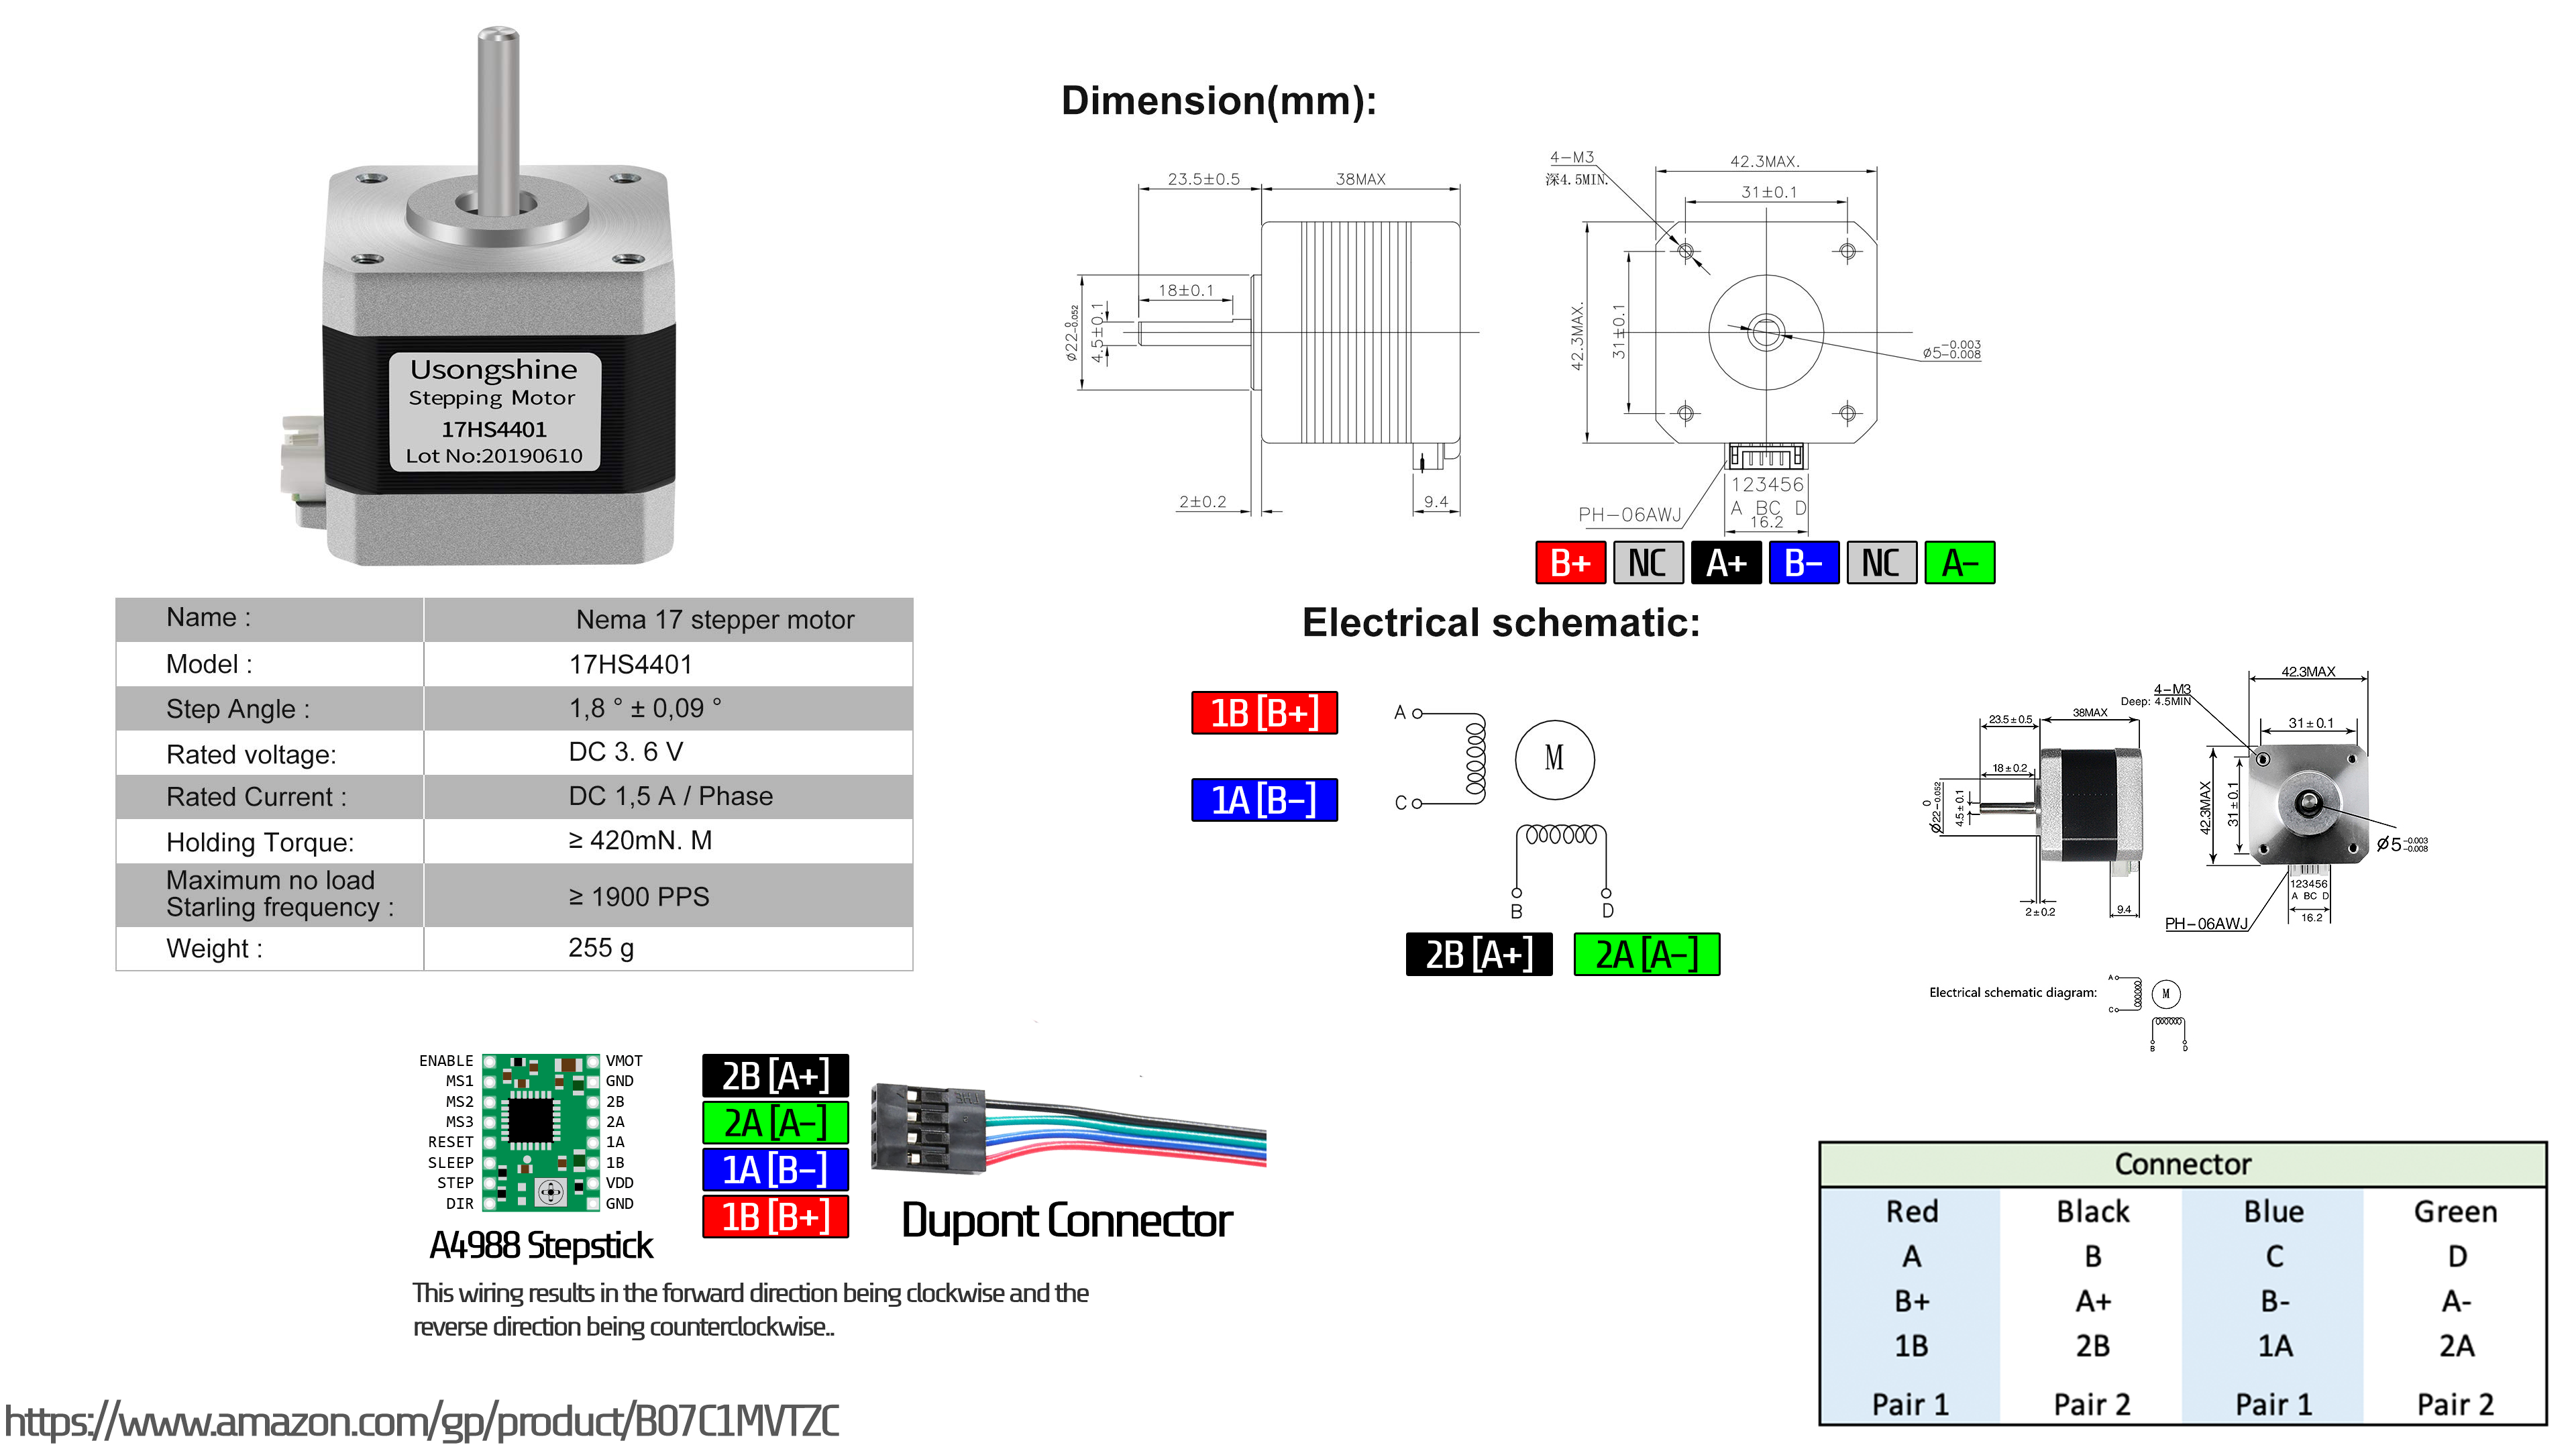 Usongshine
Stepping Motor
17HS4401
Lot No:20190610
Name : Nema 17 stepper motor
Model : 17HS4401
Step Angle : 1,8 ° ± 0,09 °
Rated voltage: DC 3. 6 V
Rated Current : DC 1,5 A / Phase
Holding Torque: ≥ 420mN. M
Maximum no load
Starling frequency : ≥ 1900 PPS
Weight : 255 g
Dimension(mm):
23.5±0.5
38MAX
18±0.1
ø22 0 -0.052
4.5±0.1
2±0.2
9.4
4-M3
深4.5MIN.
42.3MAX.
31±0.1
42.3MAX.
31±0.1
ø5 -0.003 -0.008
123456
A BC D
16.2
PH-06AWJ
B+ NC A+ B- NC A-
Electrical schematic:
1B [B+]
1A [B-]
A
C
M
B D
2B [A+] 2A [A-]
42.3MAX
4-M3
Deep: 4.5MIN
23.5±0.5
38MAX
31±0.1
18±0.2
Ø22 0 -0.052
4.5±0.1
42.3MAX
31±0.1
Ø5 -0.003 -0.008
123456
A BC D
16.2
2±0.2
9.4
PH-06AWJ
Electrical schematic diagram:
A
C
M
B D
ENABLE VMOT
MS1 GND
MS2 2B
MS3 2A
RESET 1A
SLEEP 1B
STEP VDD
DIR GND
A4988 Stepstick
2B [A+]
2A [A-]
1A [B-]
1B [B+]
Dupont Connector
This wiring results in the forward direction being clockwise and the
reverse direction being counterclockwise..
Connector
Red Black Blue Green
A B C D
B+ A+ B- A-
1B 2B 1A 2A
Pair 1 Pair 2 Pair 1 Pair 2
https://www.amazon.com/gp/product/B07C1MVTZC